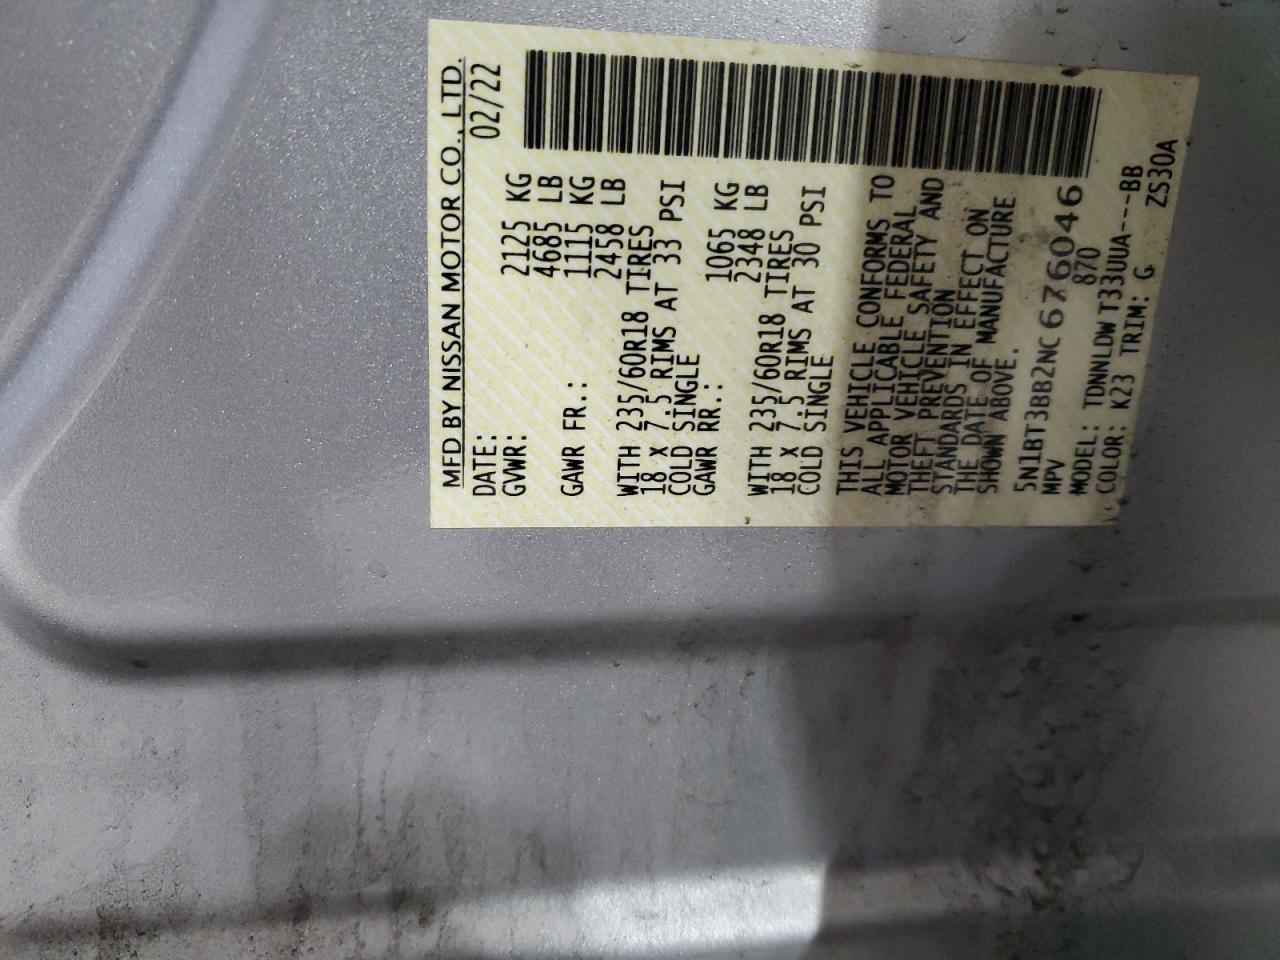 MFD BY NISSAN MOTOR CO., LTD.
DATE: 02/22
GVWR: 2125 KG
4685 LB
GAWR FR.: 1115 KG
2458 LB
WITH 235/60R18 TIRES
18 X 7.5 RIMS AT 33 PSI
COLD SINGLE
GAWR RR.: 1065 KG
2348 LB
WITH 235/60R18 TIRES
18 X 7.5 RIMS AT 30 PSI
COLD SINGLE
THIS VEHICLE CONFORMS TO
ALL APPLICABLE FEDERAL
MOTOR VEHICLE SAFETY AND
THEFT PREVENTION
STANDARDS IN EFFECT ON
THE DATE OF MANUFACTURE
SHOWN ABOVE.
5N1BT3BB2NC676046
MPV 870
MODEL: TDNNLDW T33UUA---BB
COLOR: K23 TRIM: G ZS30A